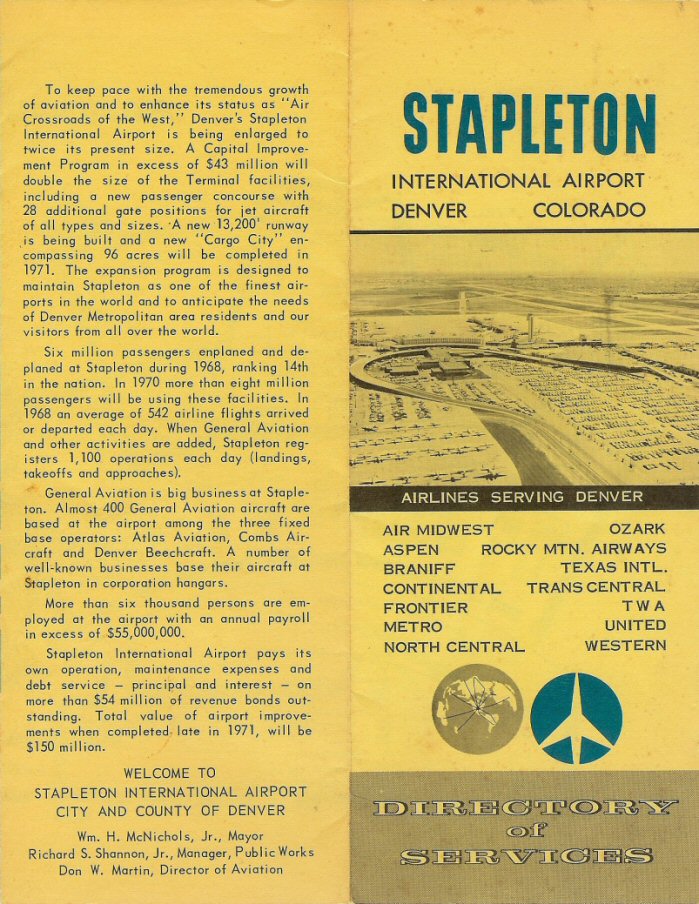 To keep pace with the tremendous growth
of aviation and to enhance its status as "Air
Crossroads of the West," Denver's Stapleton
International Airport is being enlarged to
twice its present size. A Capital Improve-
ment Program in excess of $43 million will
double the size of the Terminal facilities,
including a new passenger concourse with
28 additional gate positions for jet aircraft
of all types and sizes. A new 13,200' runway
is being built and a new "Cargo City" en-
compassing 96 acres will be completed in
1971. The expansion program is designed to
maintain Stapleton as one of the finest air-
ports in the world and to anticipate the needs
of Denver Metropolitan area residents and our
visitors from all over the world.
Six million passengers enplaned and de-
planed at Stapleton during 1968, ranking 14th
in the nation. In 1970 more than eight million
passengers will be using these facilities. In
1968 an average of 542 airline flights arrived
or departed each day. When General Aviation
and other activities are added, Stapleton reg-
isters 1,100 operations each day (landings,
takeoffs and approaches).
General Aviation is big business at Staple-
ton. Almost 400 General Aviation aircraft are
based at the airport among the three fixed
base operators: Atlas Aviation, Combs Air-
craft and Denver Beechcraft. A number of
well-known businesses base their aircraft at
Stapleton in corporation hangars.
More than six thousand persons are em-
ployed at the airport with an annual payroll
in excess of $55,000,000.
Stapleton International Airport pays its
own operation, maintenance expenses and
debt service – principal and interest – on
more than $54 million of revenue bonds out-
standing. Total value of airport improve-
ments when completed late in 1971, will be
$150 million.
WELCOME TO
STAPLETON INTERNATIONAL AIRPORT
CITY AND COUNTY OF DENVER
Wm. H. McNichols, Jr., Mayor
Richard S. Shannon, Jr., Manager, Public Works
Don W. Martin, Director of Aviation
STAPLETON
INTERNATIONAL AIRPORT
DENVER COLORADO
AIRLINES SERVING DENVER
AIR MIDWEST OZARK
ASPEN ROCKY MTN. AIRWAYS
BRANIFF TEXAS INTL.
CONTINENTAL TRANS CENTRAL
FRONTIER TWA
METRO UNITED
NORTH CENTRAL WESTERN
DIRECTORY
of
SERVICES